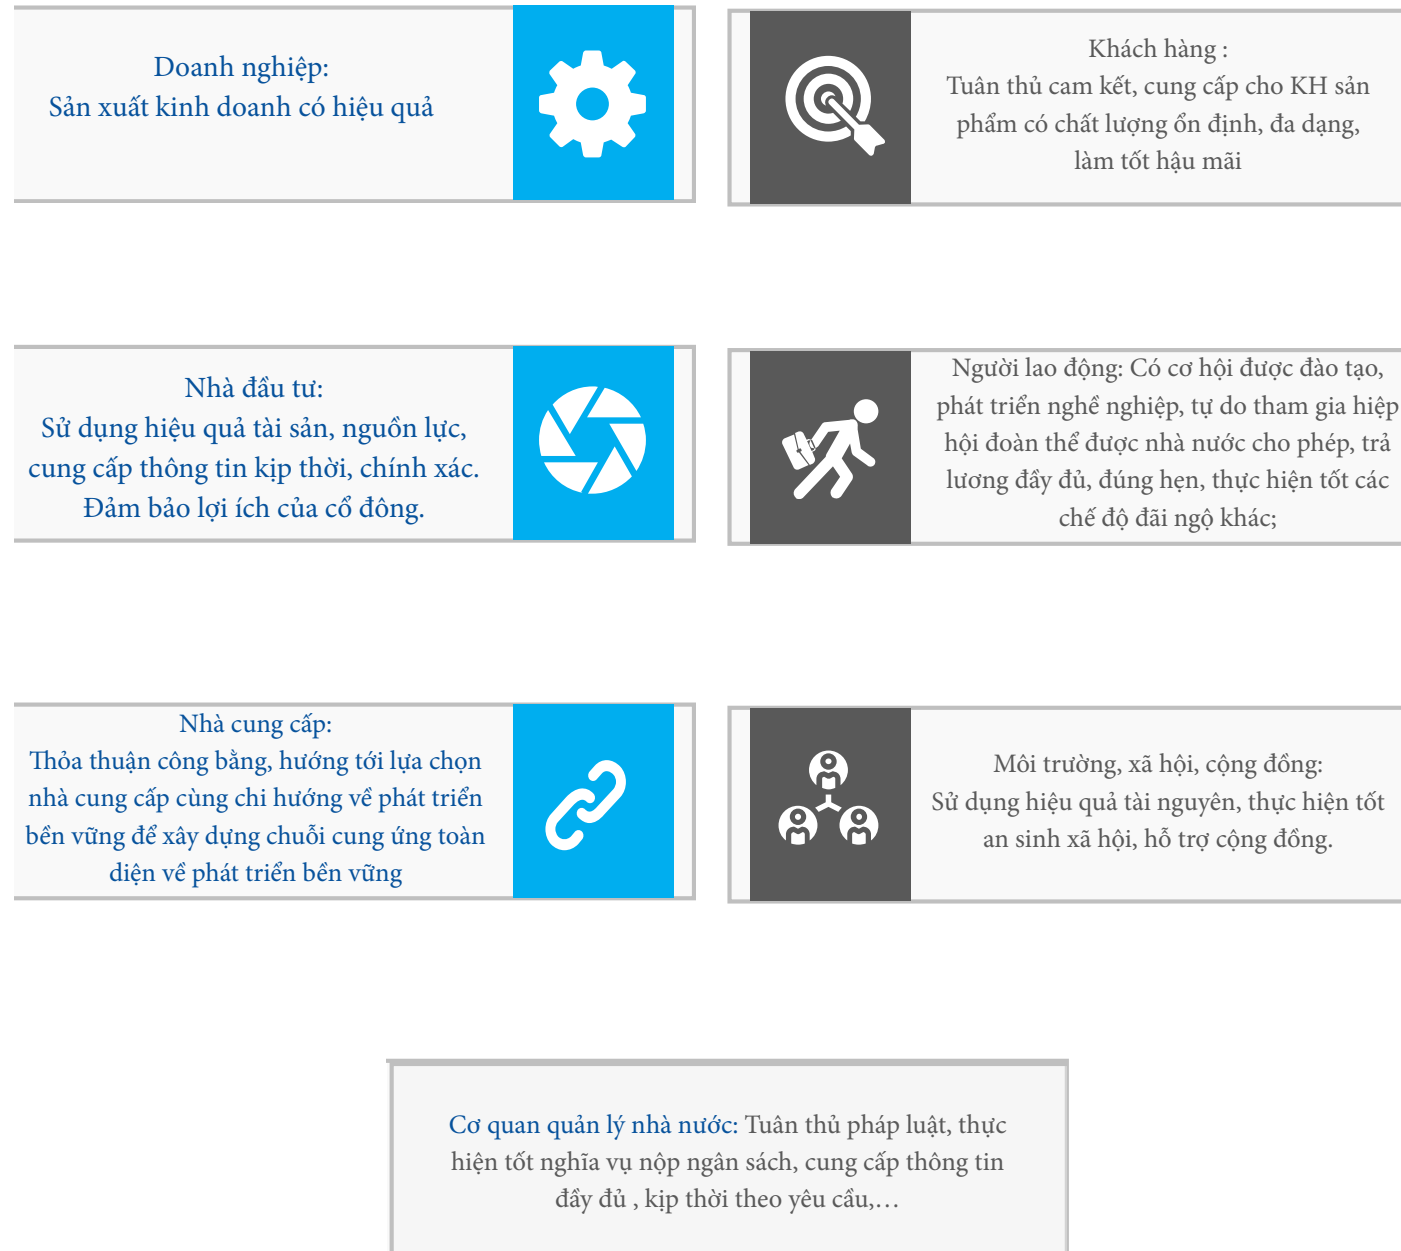 Doanh nghiệp:
Sản xuất kinh doanh có hiệu quả
Khách hàng :
Tuân thủ cam kết, cung cấp cho KH sản
phẩm có chất lượng ổn định, đa dạng,
làm tốt hậu mãi
Nhà đầu tư:
Sử dụng hiệu quả tài sản, nguồn lực,
cung cấp thông tin kịp thời, chính xác.
Đảm bảo lợi ích của cổ đông.
Người lao động: Có cơ hội được đào tạo,
phát triển nghề nghiệp, tự do tham gia hiệp
hội đoàn thể được nhà nước cho phép, trả
lương đầy đủ, đúng hẹn, thực hiện tốt các
chế độ đãi ngộ khác;
Nhà cung cấp:
Thỏa thuận công bằng, hướng tới lựa chọn
nhà cung cấp cùng chi hướng về phát triển
bền vững để xây dựng chuỗi cung ứng toàn
diện về phát triển bền vững
Môi trường, xã hội, cộng đồng:
Sử dụng hiệu quả tài nguyên, thực hiện tốt
an sinh xã hội, hỗ trợ cộng đồng.
Cơ quan quản lý nhà nước: Tuân thủ pháp luật, thực
hiện tốt nghĩa vụ nộp ngân sách, cung cấp thông tin
đầy đủ , kịp thời theo yêu cầu,…